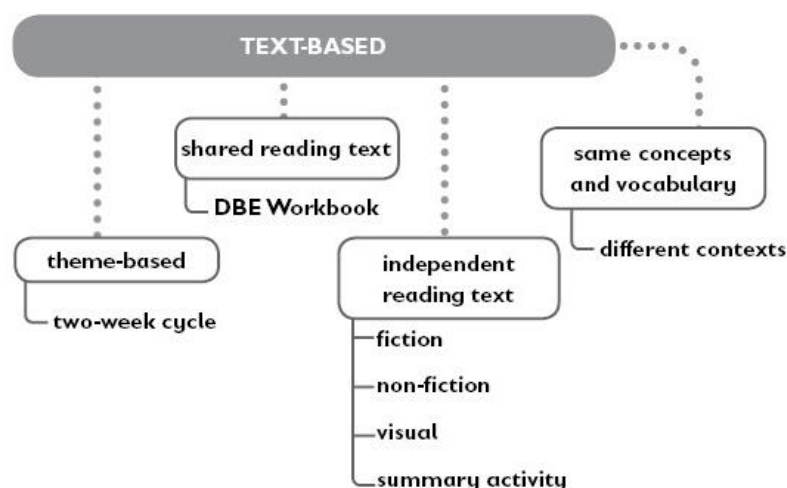 TEXT-BASED
shared reading text
DBE Workbook
same concepts
and vocabulary
different contexts
theme-based
two-week cycle
independent
reading text
fiction
non-fiction
visual
summary activity